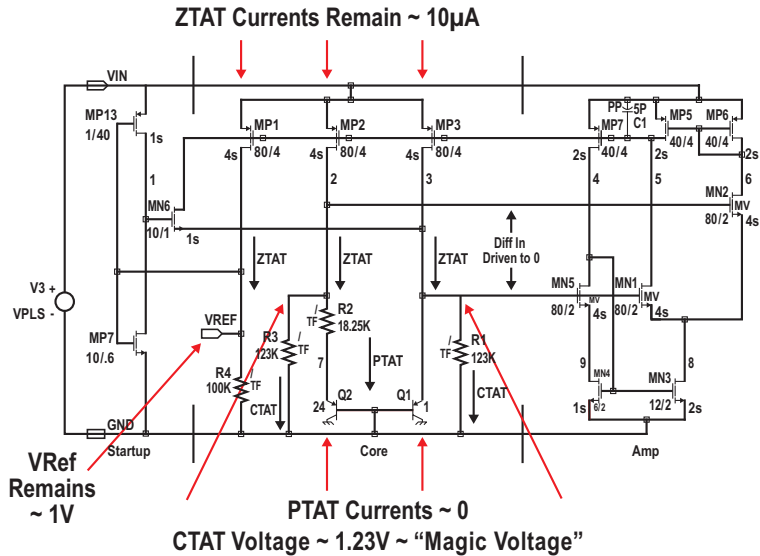 ZTAT Currents Remain ~ 10µA
VIN
MP13
1/40
1s
MP1
4s
80/4
MP2
4s
80/4
MP3
4s
80/4
MP7
2s
40/4
PP
5P
C1
MP5
40/4
2s
MP6
40/4
2s
1
2
3
4
5
6
MN6
10/1
1s
MN2
MV
80/2
4s
ZTAT
ZTAT
ZTAT
Diff In
Driven to 0
V3 +
VPLS -
MN5
MV
80/2
4s
MN1
MV
80/2
4s
VREF
R3
123K
TF
R2
18.25K
TF
R1
123K
TF
MP7
10/.6
R4
100K
TF
7
PTAT
CTAT
CTAT
9
8
Q2
24
Q1
1
MN4
6/2
1s
MN3
12/2
2s
GND
Startup
Core
Amp
VRef
Remains
~ 1V
PTAT Currents ~ 0
CTAT Voltage ~ 1.23V ~ “Magic Voltage”